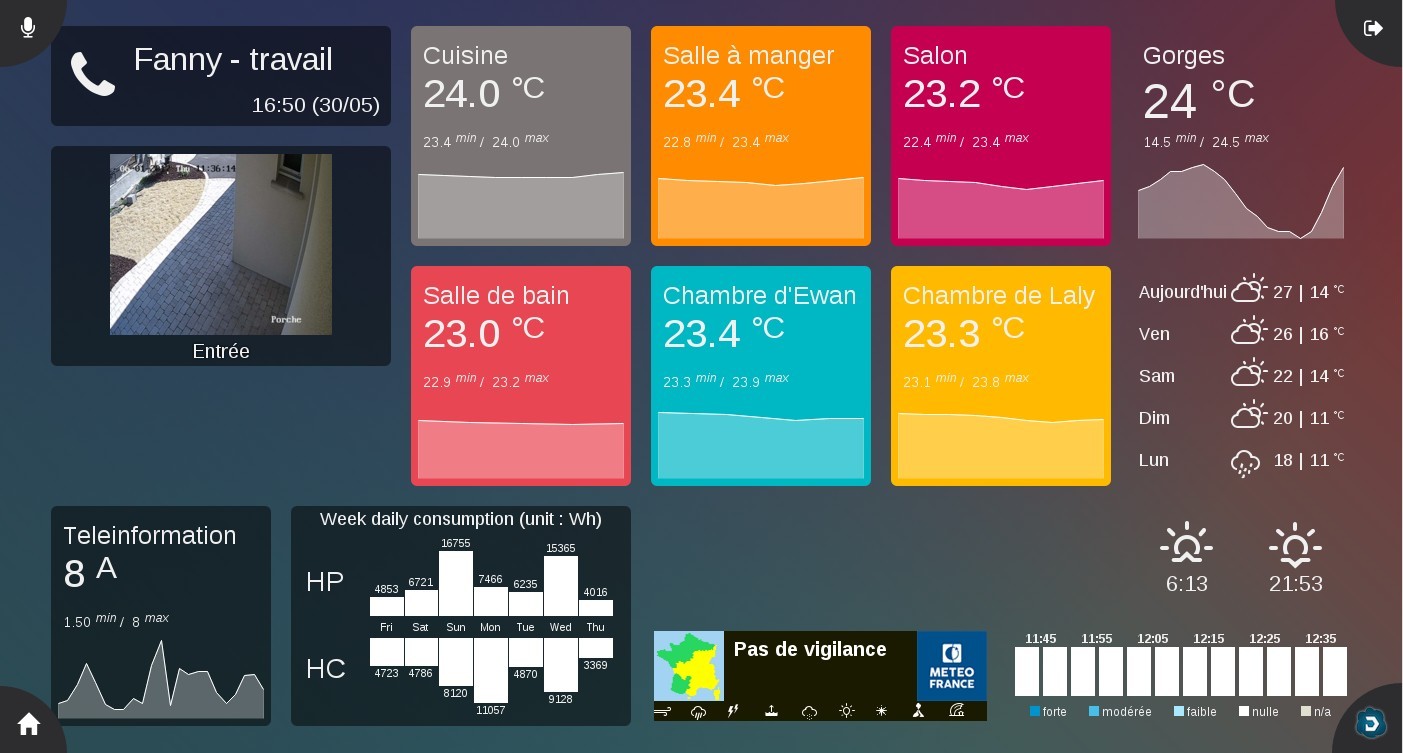 Fanny - travail
16:50 (30/05)
Thu 11:36:14
Porche
Entrée
Cuisine
24.0 °C
23.4 min / 24.0 max
Salle à manger
23.4 °C
22.8 min / 23.4 max
Salon
23.2 °C
22.4 min / 23.4 max
Gorges
24 °C
14.5 min / 24.5 max
Salle de bain
23.0 °C
22.9 min / 23.2 max
Chambre d'Ewan
23.4 °C
23.3 min / 23.9 max
Chambre de Laly
23.3 °C
23.1 min / 23.8 max
Aujourd'hui 27 | 14 °C
Ven 26 | 16 °C
Sam 22 | 14 °C
Dim 20 | 11 °C
Lun 18 | 11 °C
Teleinformation
8 A
1.50 min / 8 max
Week daily consumption (unit : Wh)
HP
4853 6721 16755 7466 6235 15365 4016
Fri Sat Sun Mon Tue Wed Thu
HC
4723 4786 8120 11057 4870 9128 3369
6:13 21:53
Pas de vigilance
METEO
FRANCE
11:45 11:55 12:05 12:15 12:25 12:35
forte modérée faible nulle n/a